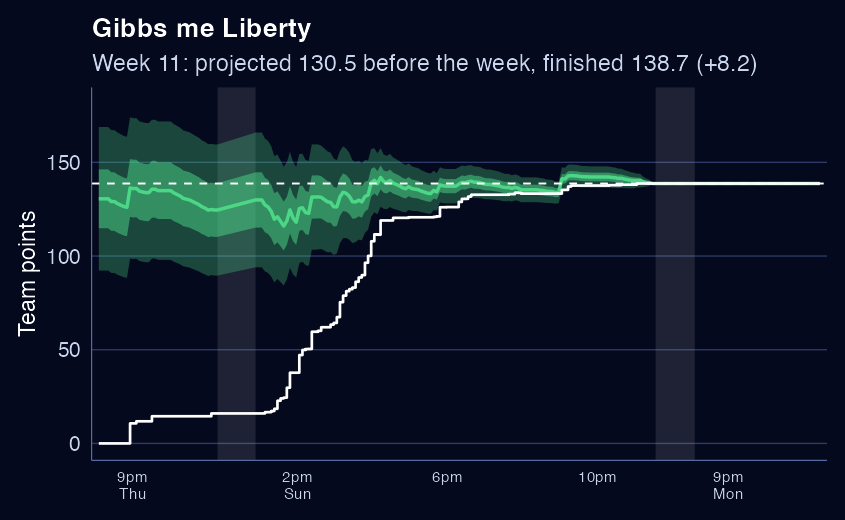 Gibbs me Liberty
Week 11: projected 130.5 before the week, finished 138.7 (+8.2)
Team points
150
100
50
0
9pm
Thu
2pm
Sun
6pm
10pm
9pm
Mon